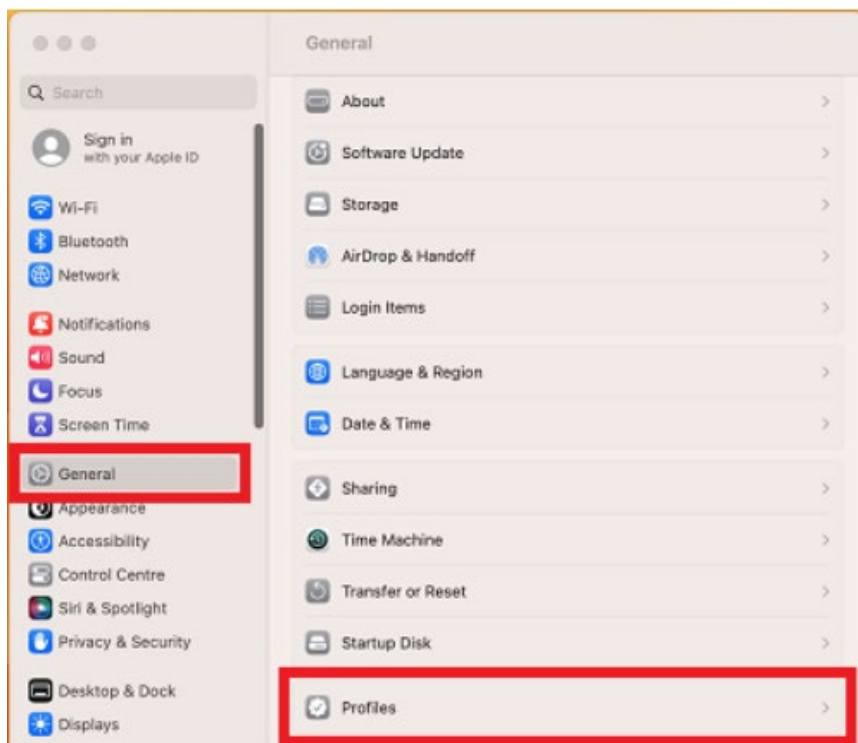 General
Search
Sign in
with your Apple ID
Wi-Fi
Bluetooth
Network
Notifications
Sound
Focus
Screen Time
General
Appearance
Accessibility
Control Centre
Siri & Spotlight
Privacy & Security
Desktop & Dock
Displays
About
Software Update
Storage
AirDrop & Handoff
Login Items
Language & Region
Date & Time
Sharing
Time Machine
Transfer or Reset
Startup Disk
Profiles